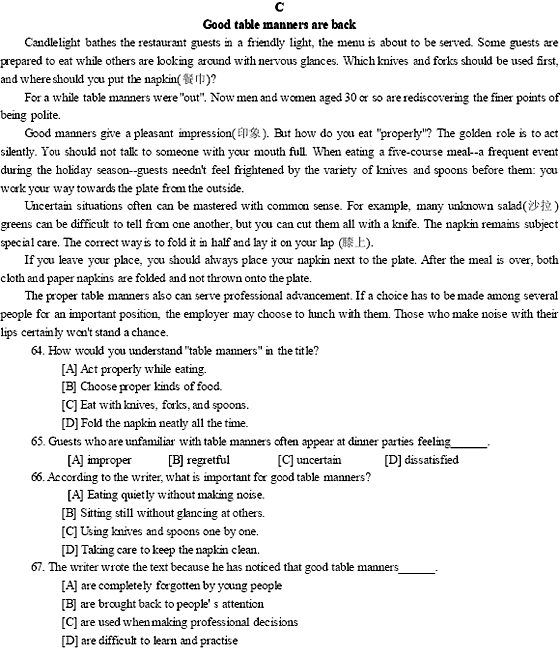 C
Good table manners are back
Candlelight bathes the restaurant guests in a friendly light, the menu is about to be served. Some guests are
prepared to eat while others are looking around with nervous glances. Which knives and forks should be used first,
and where should you put the napkin(餐巾)?
For a while table manners were "out". Now men and women aged 30 or so are rediscovering the finer points of
being polite.
Good manners give a pleasant impression(印象). But how do you eat "properly"? The golden role is to act
silently. You should not talk to someone with your mouth full. When eating a five-course meal--a frequent event
during the holiday season--guests needn't feel frightened by the variety of knives and spoons before them: you
work your way towards the plate from the outside.
Uncertain situations often can be mastered with common sense. For example, many unknown salad(沙拉)
greens can be difficult to tell from one another, but you can cut them all with a knife. The napkin remains subject
special care. The correct way is to fold it in half and lay it on your lap (膝上).
If you leave your place, you should always place your napkin next to the plate. After the meal is over, both
cloth and paper napkins are folded and not thrown onto the plate.
The proper table manners also can serve professional advancement. If a choice has to be made among several
people for an important position, the employer may choose to lunch with them. Those who make noise with their
lips certainly won't stand a chance.
64. How would you understand "table manners" in the title?
[A] Act properly while eating.
[B] Choose proper kinds of food.
[C] Eat with knives, forks, and spoons.
[D] Fold the napkin neatly all the time.
65. Guests who are unfamiliar with table manners often appear at dinner parties feeling______.
[A] improper [B] regretful [C] uncertain [D] dissatisfied
66. According to the writer, what is important for good table manners?
[A] Eating quietly without making noise.
[B] Sitting still without glancing at others.
[C] Using knives and spoons one by one.
[D] Taking care to keep the napkin clean.
67. The writer wrote the text because he has noticed that good table manners______.
[A] are completely forgotten by young people
[B] are brought back to people' s attention
[C] are used when making professional decisions
[D] are difficult to learn and practise